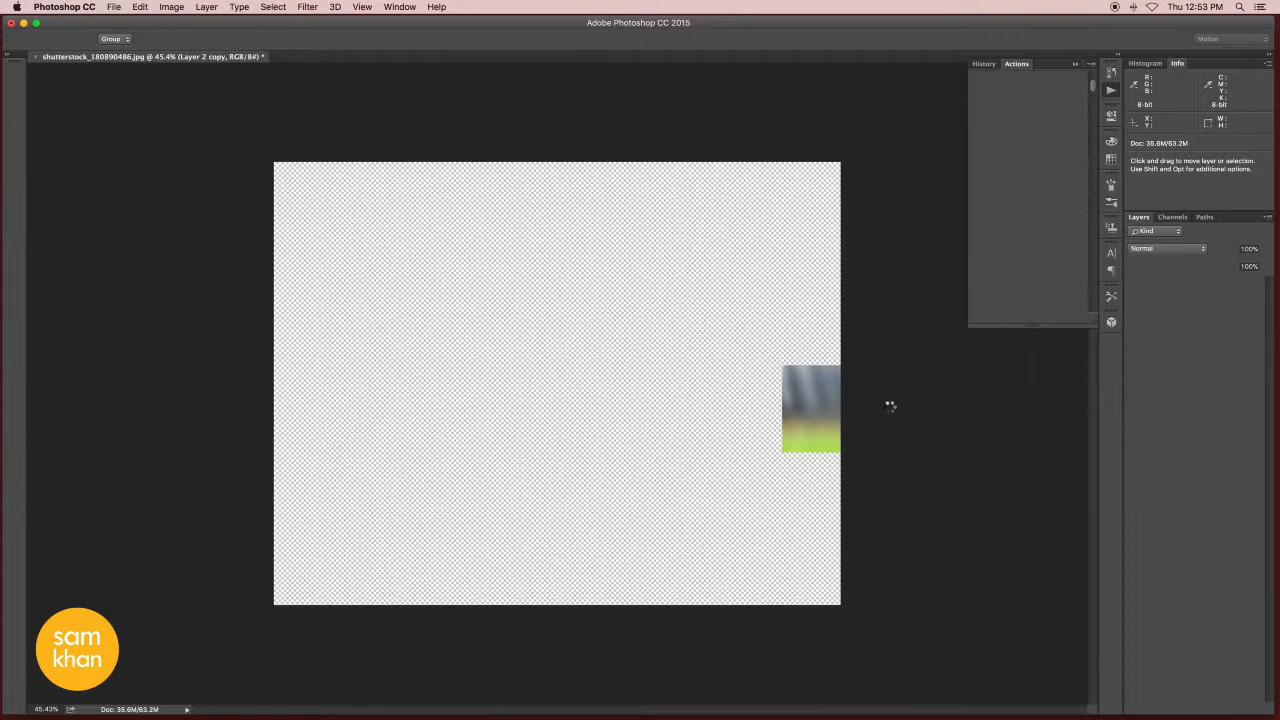 Photoshop CC File Edit Image Layer Type Select Filter 3D View Window Help Thu 12:53 PM
Adobe Photoshop CC 2015
Group Motion
shutterstock_180890486.jpg @ 45.4% (Layer 2 copy, RGB/8#) *
History Actions
Histogram Info
R: C:
G: M:
B: Y:
K:
8-bit 8-bit
X: W:
Y: H:
Doc: 35.6M/63.2M
Click and drag to move layer or selection.
Use Shift and Opt for additional options.
Layers Channels Paths
Kind
Normal 100%
100%
sam
khan
45.43% Doc: 35.6M/63.2M